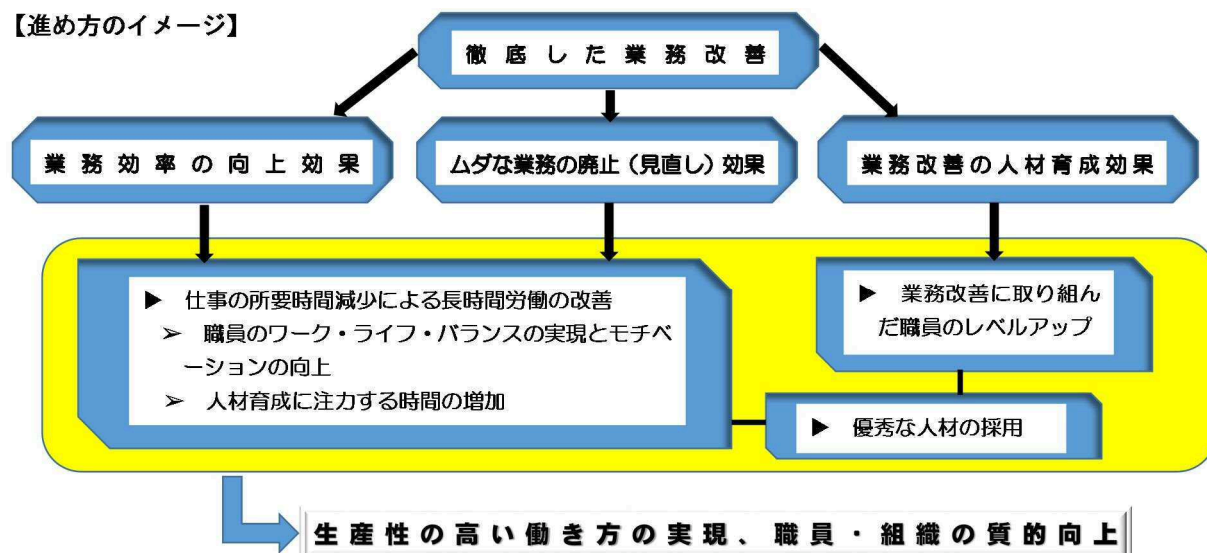 【進め方のイメージ】
徹底した業務改善
業務効率の向上効果
ムダな業務の廃止（見直し）効果
業務改善の人材育成効果
▶ 仕事の所要時間減少による長時間労働の改善
➢ 職員のワーク・ライフ・バランスの実現とモチベ
ーションの向上
➢ 人材育成に注力する時間の増加
▶ 業務改善に取り組ん
だ職員のレベルアップ
▶ 優秀な人材の採用
生産性の高い働き方の実現、職員・組織の質的向上